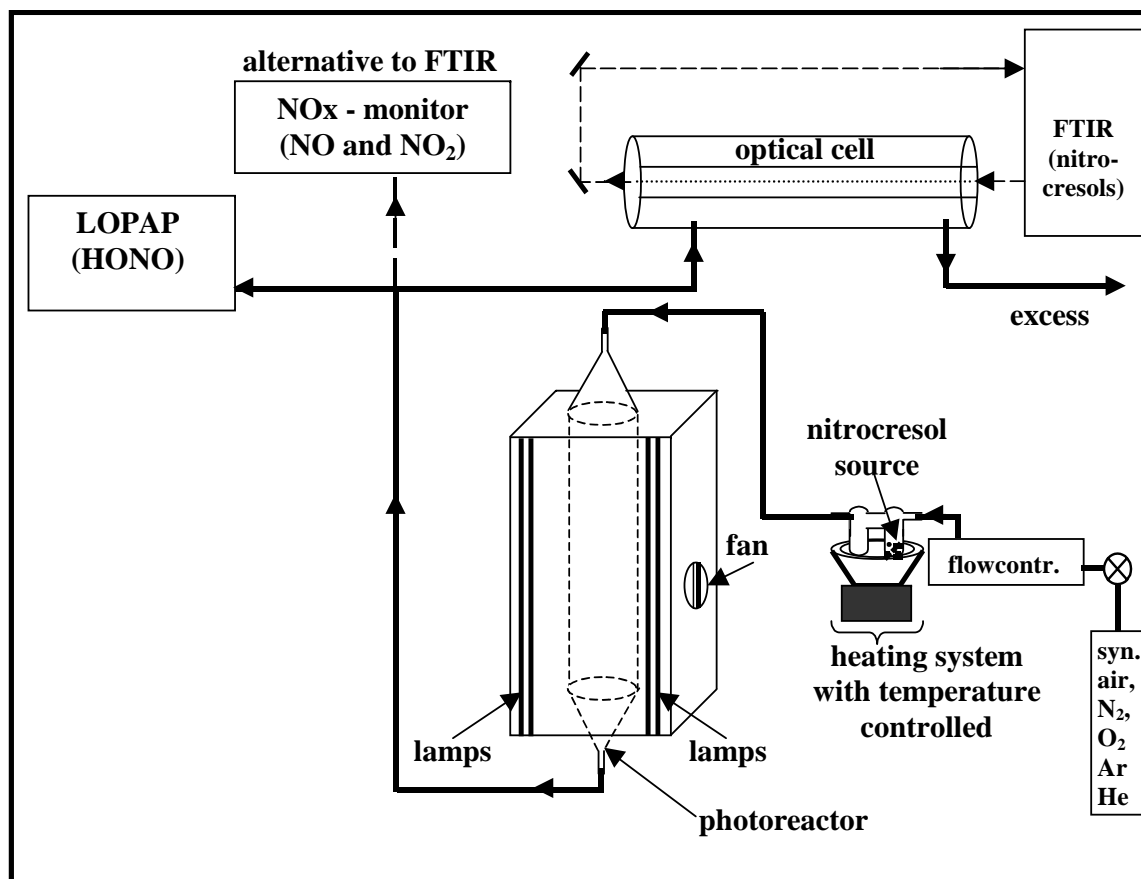 alternative to FTIR
NOx - monitor
(NO and NO₂)
LOPAP
(HONO)
optical cell
FTIR
(nitro-
cresols)
excess
nitrocresol
source
fan
flowcontr.
heating system
with temperature
controlled
syn.
air,
N₂,
O₂
Ar
He
lamps
lamps
photoreactor